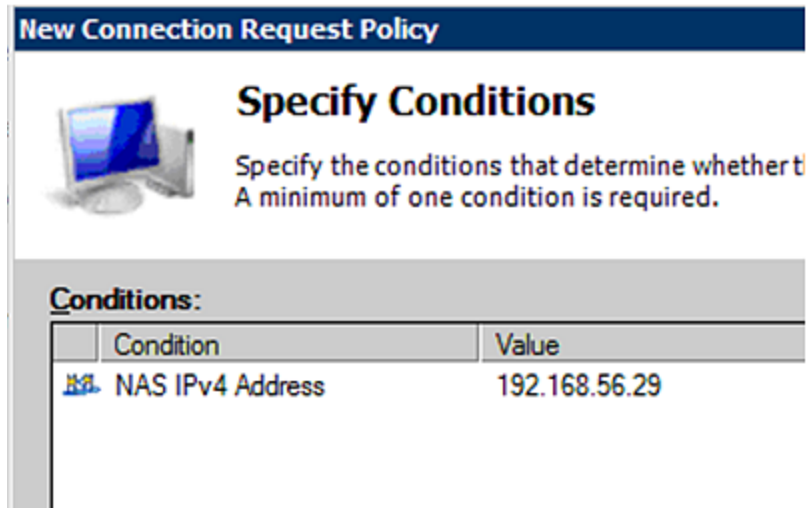 New Connection Request Policy
Specify Conditions
Specify the conditions that determine whether t
A minimum of one condition is required.
Conditions:
Condition Value
NAS IPv4 Address 192.168.56.29